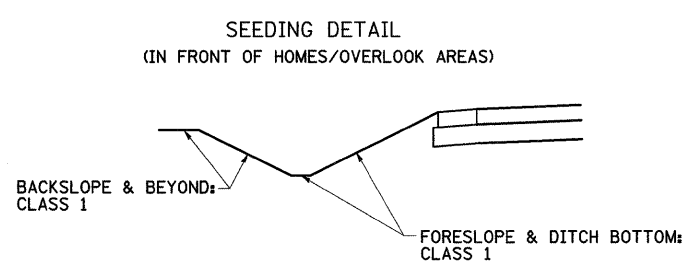 SEEDING DETAIL
(IN FRONT OF HOMES/OVERLOOK AREAS)
BACKSLOPE & BEYOND:
CLASS 1
FORESLOPE & DITCH BOTTOM:
CLASS 1